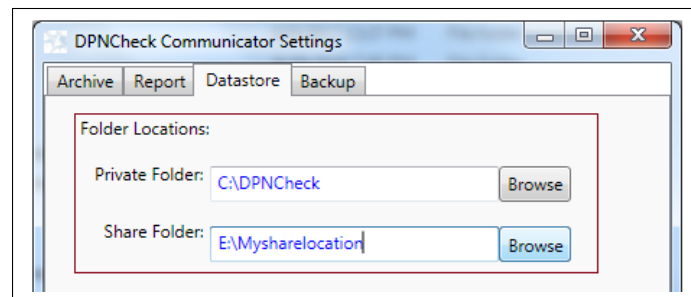 DPNCheck Communicator Settings
Archive Report Datastore Backup
Folder Locations:
Private Folder: C:\DPNCheck Browse
Share Folder: E:\Mysharelocation Browse